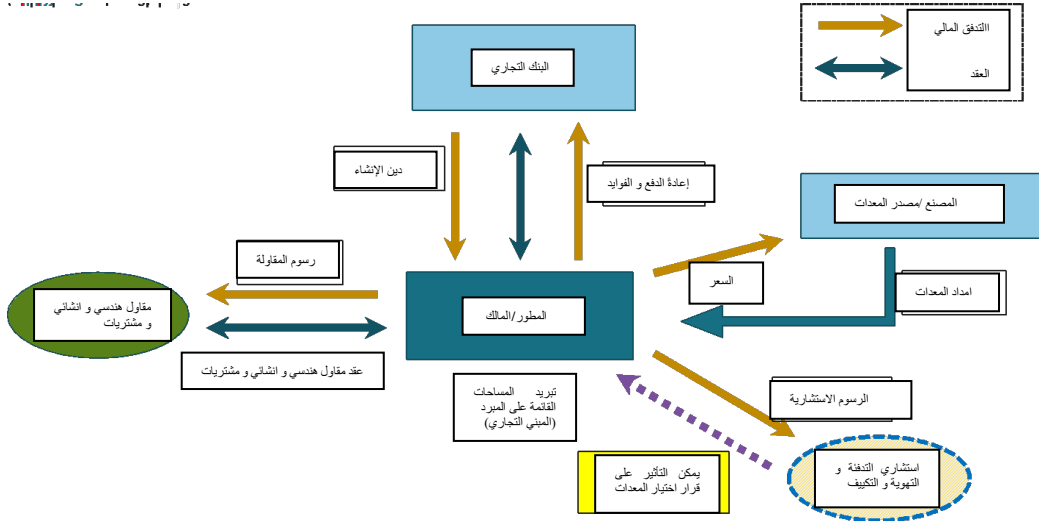 االتدفق المالي
العقد
البنك التجاري
دين الإنشاء
إعادة الدفع و الفوايد
المصنع /مصدر المعدات
رسوم المقاولة
السعر
امداد المعدات
مقاول هندسي و انشائي
و مشتريات
المطور/المالك
عقد مقاول هندسي و انشائي و مشتريات
تبريد المساحات
القائمة على المبرد
(المبني التجاري)
الرسوم الاستشارية
يمكن التأثير على
قرار اختيار المعدات
استشاري التدفئة و
التهوية و التكييف